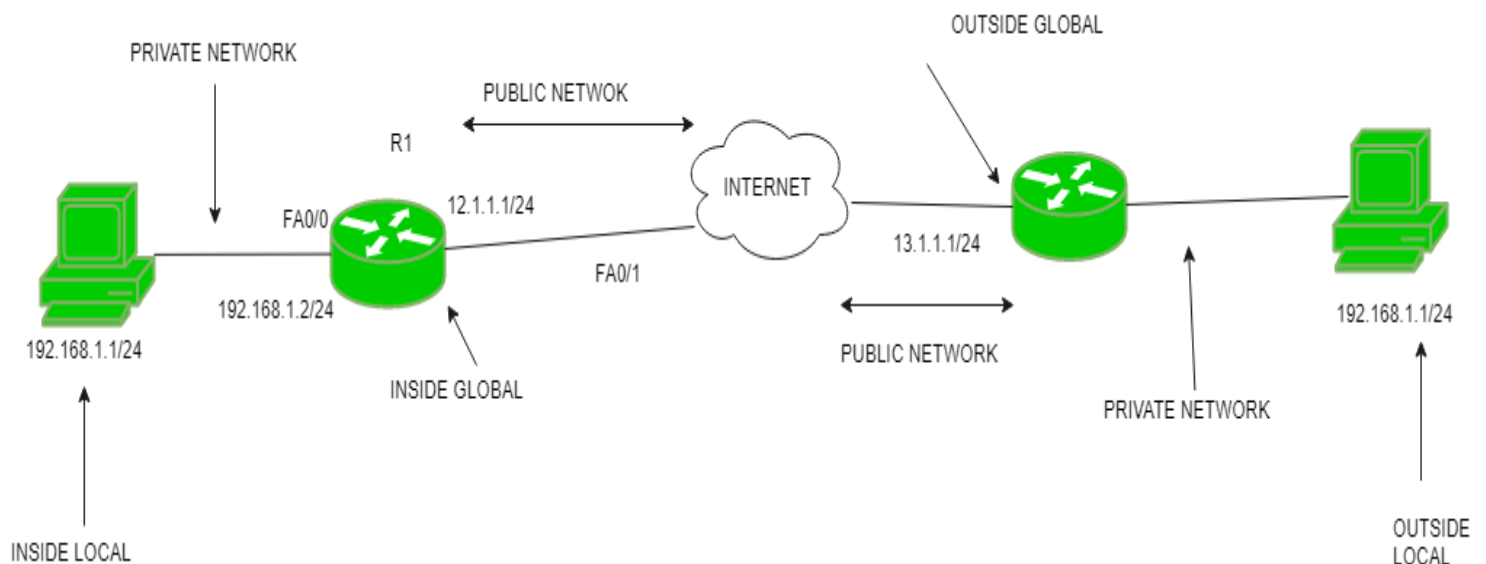 OUTSIDE GLOBAL
PRIVATE NETWORK
PUBLIC NETWOK
R1
INTERNET
12.1.1.1/24
FA0/0
13.1.1.1/24
FA0/1
192.168.1.2/24
192.168.1.1/24
192.168.1.1/24
PUBLIC NETWORK
INSIDE GLOBAL
PRIVATE NETWORK
INSIDE LOCAL
OUTSIDE
LOCAL